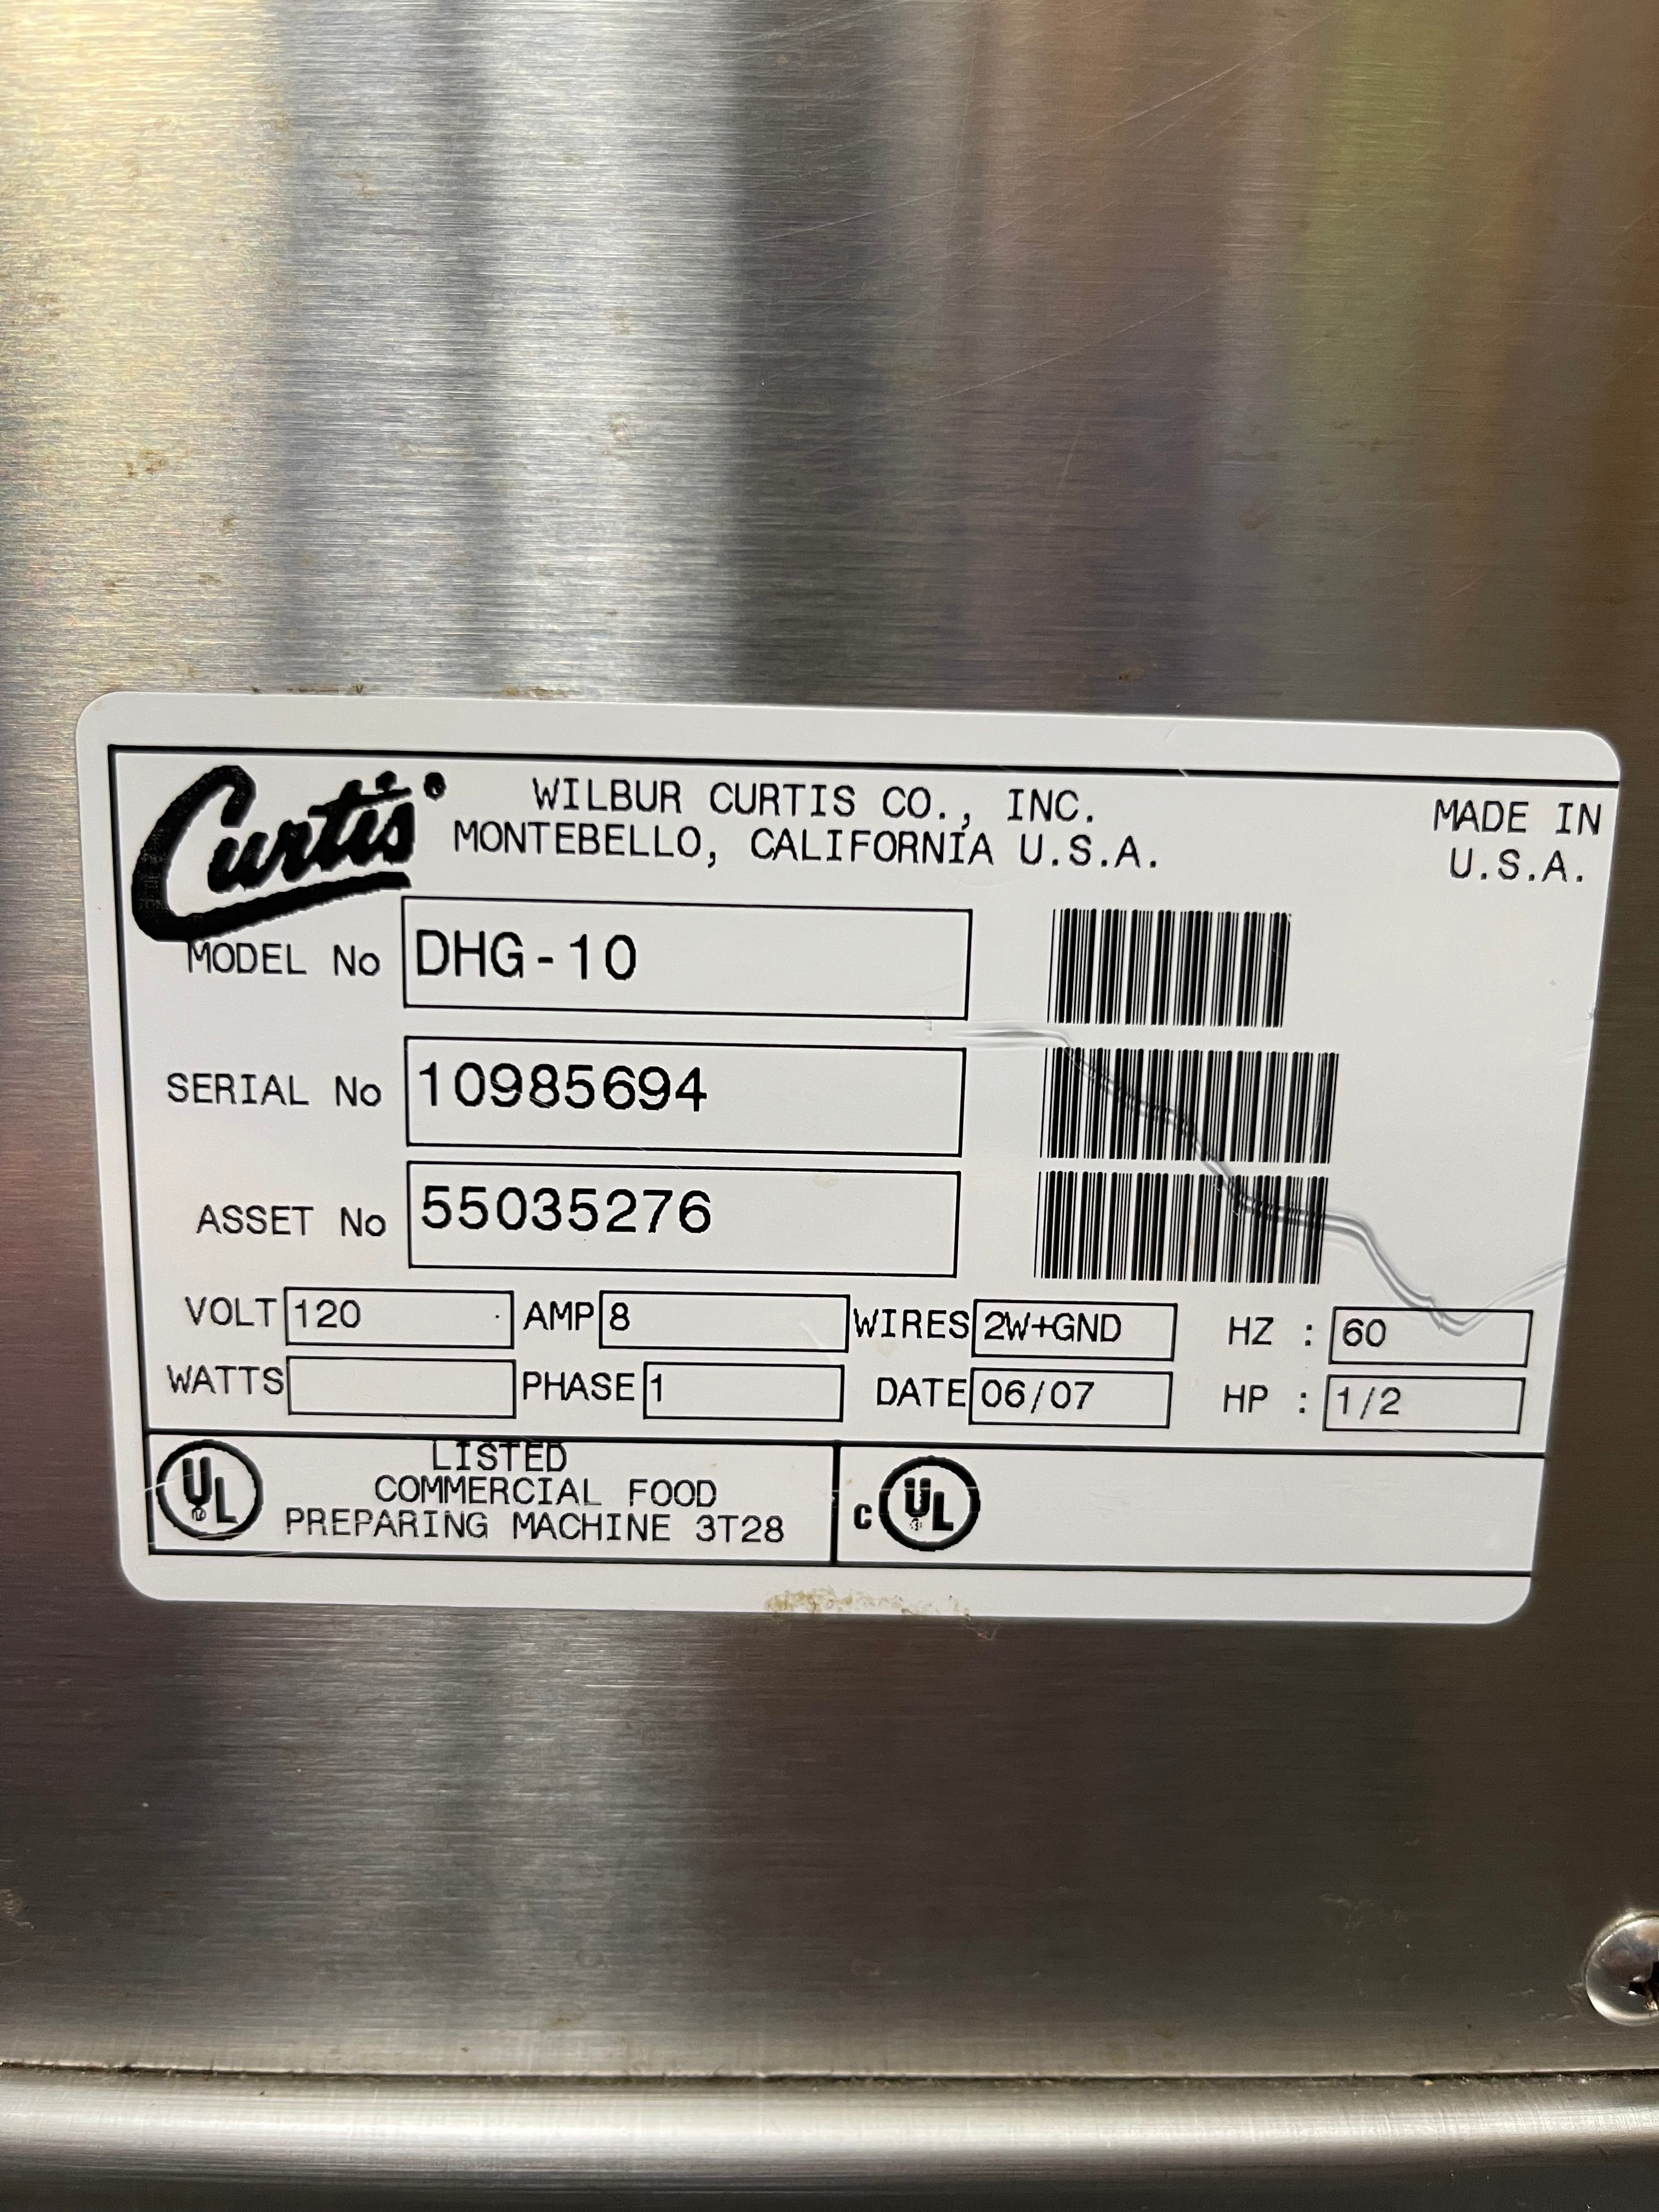 Curtis®
WILBUR CURTIS CO., INC.
MONTEBELLO, CALIFORNIA U.S.A.
MADE IN
U.S.A.
MODEL No DHG-10
SERIAL No 10985694
ASSET No 55035276
VOLT 120 AMP 8 WIRES 2W+GND HZ : 60
WATTS PHASE 1 DATE 06/07 HP : 1/2
UL LISTED
COMMERCIAL FOOD
PREPARING MACHINE 3T28
C UL